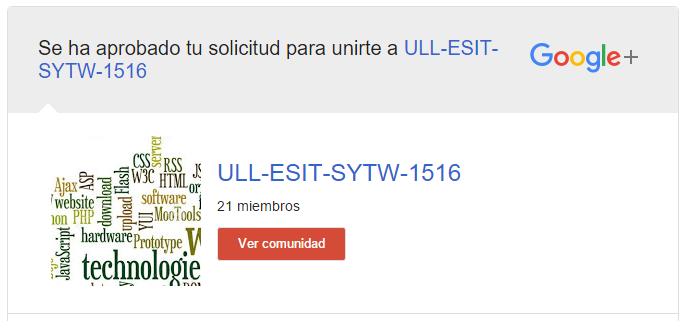 Se ha aprobado tu solicitud para unirte a ULL-ESIT-
SYTW-1516
Google+
ULL-ESIT-SYTW-1516
21 miembros
Ver comunidad
CSS
server
W3C
RSS
JS
Ajax
ASP
Flash
HTML
website
download
software
PHP
upload
YUI
MooTools
hardware
Prototype
JavaScript
technologie